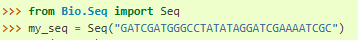 >>> from Bio.Seq import Seq
>>> my_seq = Seq("GATCGATGGGCCTATATAGGATCGAAAATCGC")